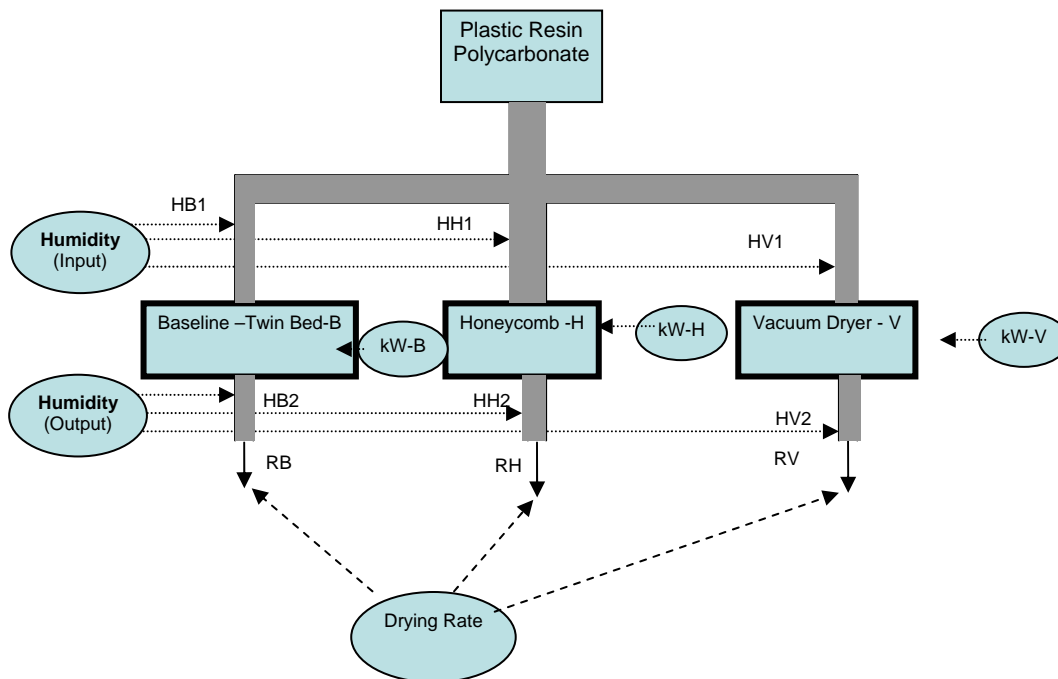 Plastic Resin
Polycarbonate
HB1
HH1
HV1
Humidity
(Input)
Baseline –Twin Bed-B
kW-B
Honeycomb -H
kW-H
Vacuum Dryer - V
kW-V
Humidity
(Output)
HB2
HH2
HV2
RB
RH
RV
Drying Rate